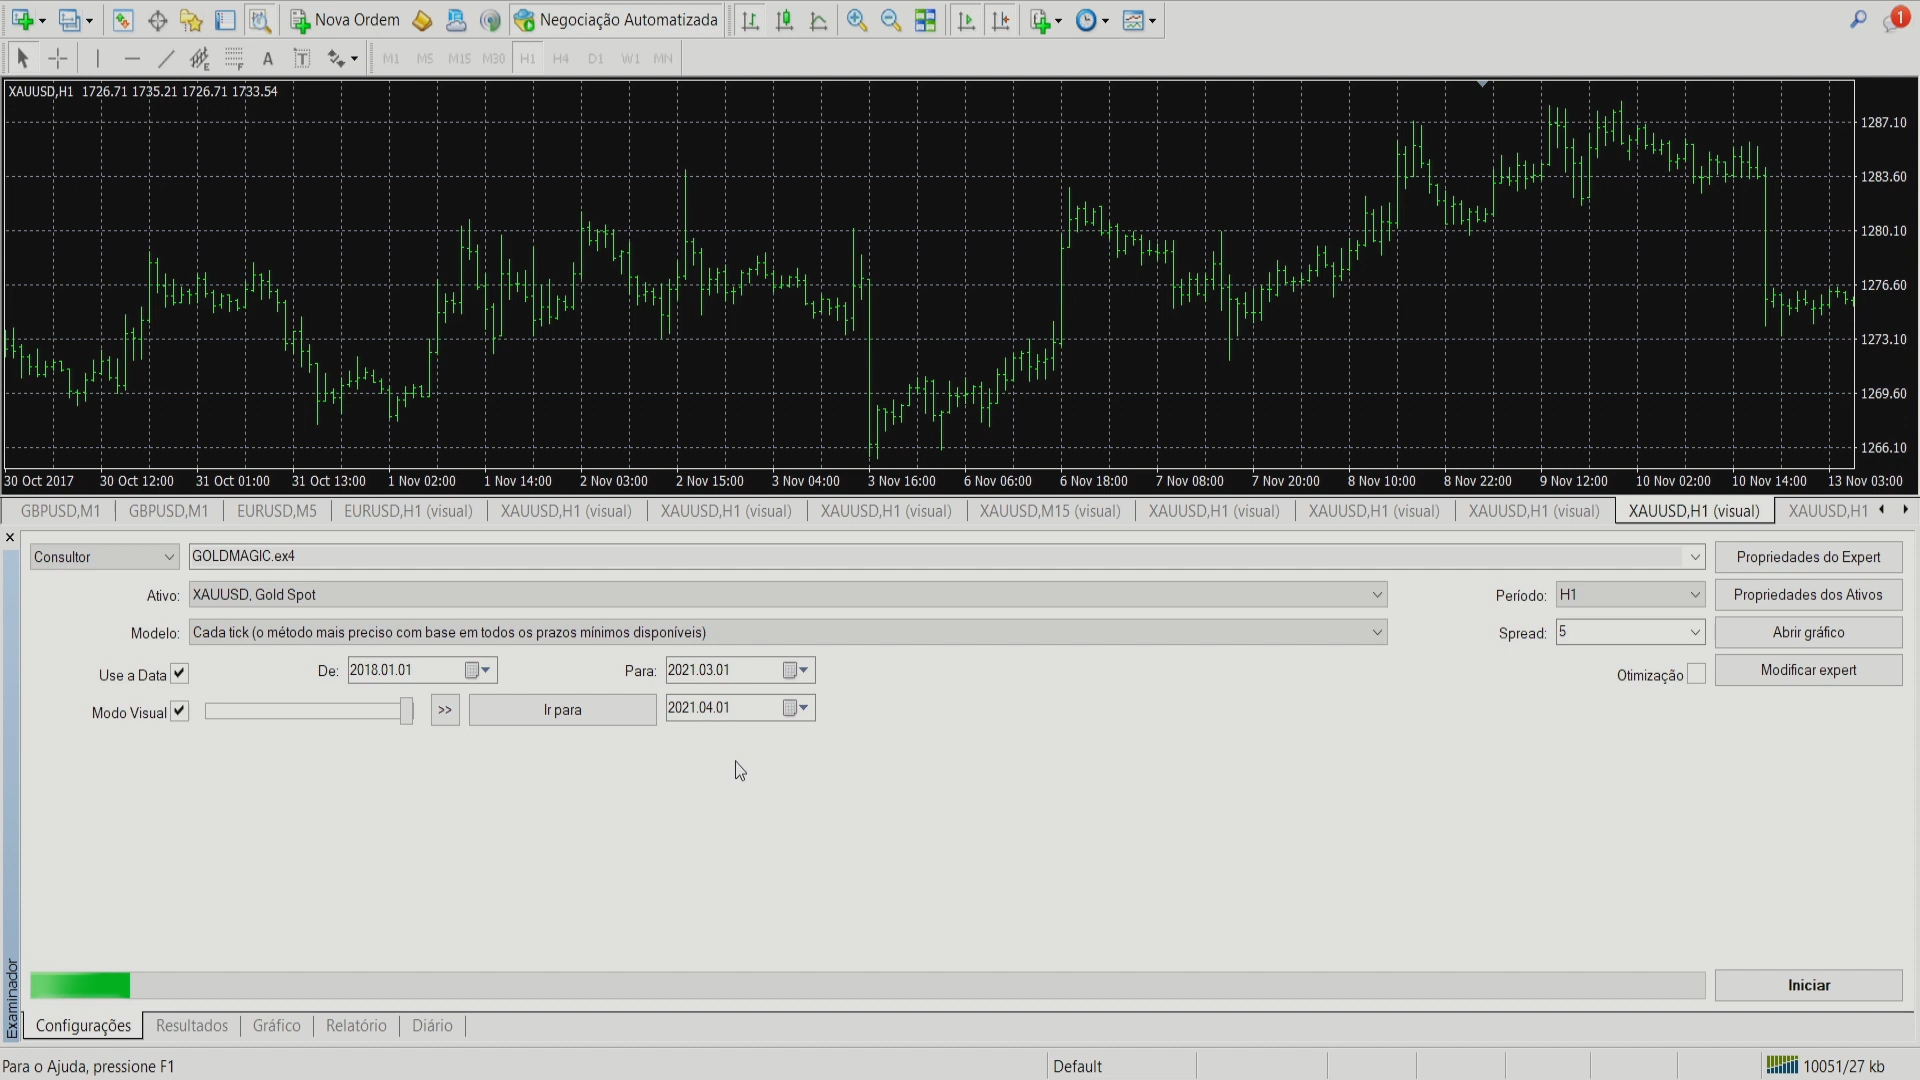 Nova Ordem Negociação Automatizada 1
A T M1 M5 M15 M30 H1 H4 D1 W1 MN
XAUUSD,H1 1726.71 1735.21 1726.71 1733.54
1287.10
1283.60
1280.10
1276.60
1273.10
1269.60
1266.10
30 Oct 2017 30 Oct 12:00 31 Oct 01:00 31 Oct 13:00 1 Nov 02:00 1 Nov 14:00 2 Nov 03:00 2 Nov 15:00 3 Nov 04:00 3 Nov 16:00 6 Nov 06:00 6 Nov 18:00 7 Nov 08:00 7 Nov 20:00 8 Nov 10:00 8 Nov 22:00 9 Nov 12:00 10 Nov 02:00 10 Nov 14:00 13 Nov 03:00
GBPUSD,M1 GBPUSD,M1 EURUSD,M5 EURUSD,H1 (visual) XAUUSD,H1 (visual) XAUUSD,H1 (visual) XAUUSD,H1 (visual) XAUUSD,M15 (visual) XAUUSD,H1 (visual) XAUUSD,H1 (visual) XAUUSD,H1 (visual) XAUUSD,H1 (visual) XAUUSD,H1
Consultor GOLDMAGIC.ex4 Propriedades do Expert
Ativo: XAUUSD, Gold Spot Período: H1 Propriedades dos Ativos
Modelo: Cada tick (o método mais preciso com base em todos os prazos mínimos disponíveis) Spread: 5 Abrir gráfico
Use a Data De: 2018.01.01 Para: 2021.03.01 Otimização Modificar expert
Modo Visual >> Ir para 2021.04.01
Iniciar
Examinador
Configurações Resultados Gráfico Relatório Diário
Para o Ajuda, pressione F1 Default 10051/27 kb